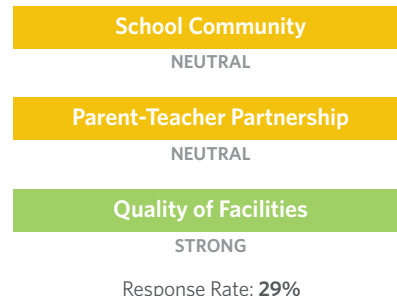 School Community
NEUTRAL
Parent-Teacher Partnership
NEUTRAL
Quality of Facilities
STRONG
Response Rate: 29%